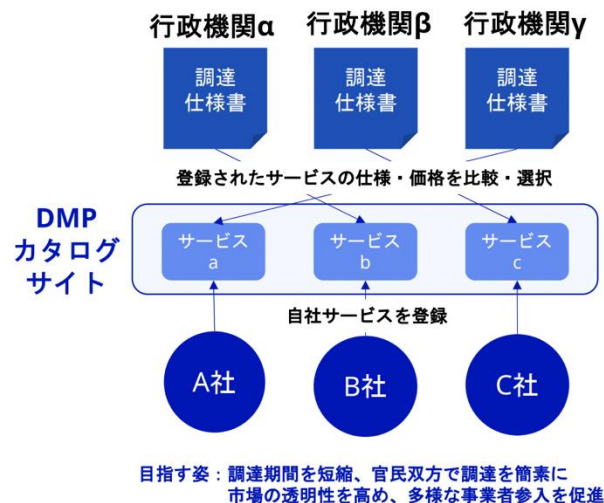 行政機関α
行政機関β
行政機関γ
調達
仕様書
調達
仕様書
調達
仕様書
登録されたサービスの仕様・価格を比較・選択
DMP
カタログ
サイト
サービス
a
サービス
b
サービス
c
自社サービスを登録
A社
B社
C社
目指す姿：調達期間を短縮、官民双方で調達を簡素に
市場の透明性を高め、多様な事業者参入を促進